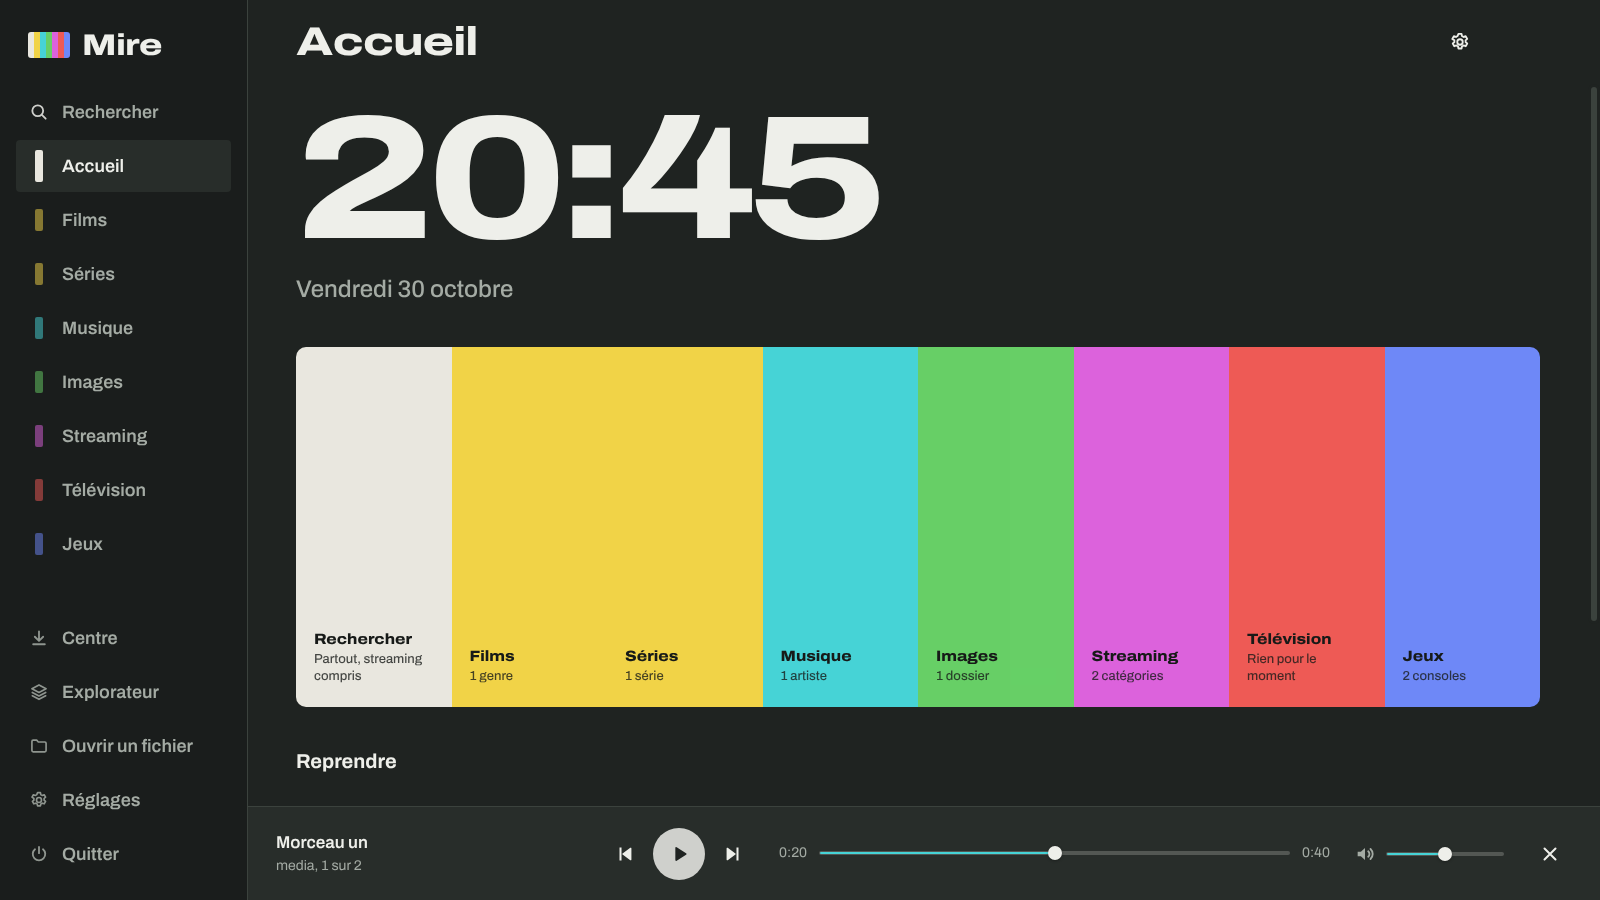 Mire
Rechercher
Accueil
Films
Séries
Musique
Images
Streaming
Télévision
Jeux
Centre
Explorateur
Ouvrir un fichier
Réglages
Quitter
Accueil
20:45
Vendredi 30 octobre
Rechercher
Partout, streaming
compris
Films
1 genre
Séries
1 série
Musique
1 artiste
Images
1 dossier
Streaming
2 catégories
Télévision
Rien pour le
moment
Jeux
2 consoles
Reprendre
Morceau un
media, 1 sur 2
0:20
0:40